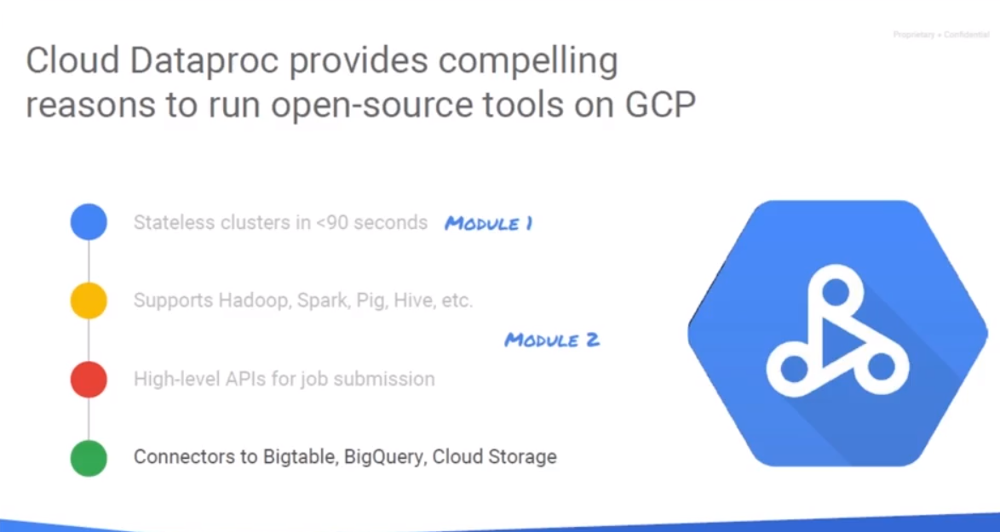 Proprietary + Confidential
Cloud Dataproc provides compelling
reasons to run open-source tools on GCP
Stateless clusters in <90 seconds MODULE 1
Supports Hadoop, Spark, Pig, Hive, etc.
MODULE 2
High-level APIs for job submission
Connectors to Bigtable, BigQuery, Cloud Storage